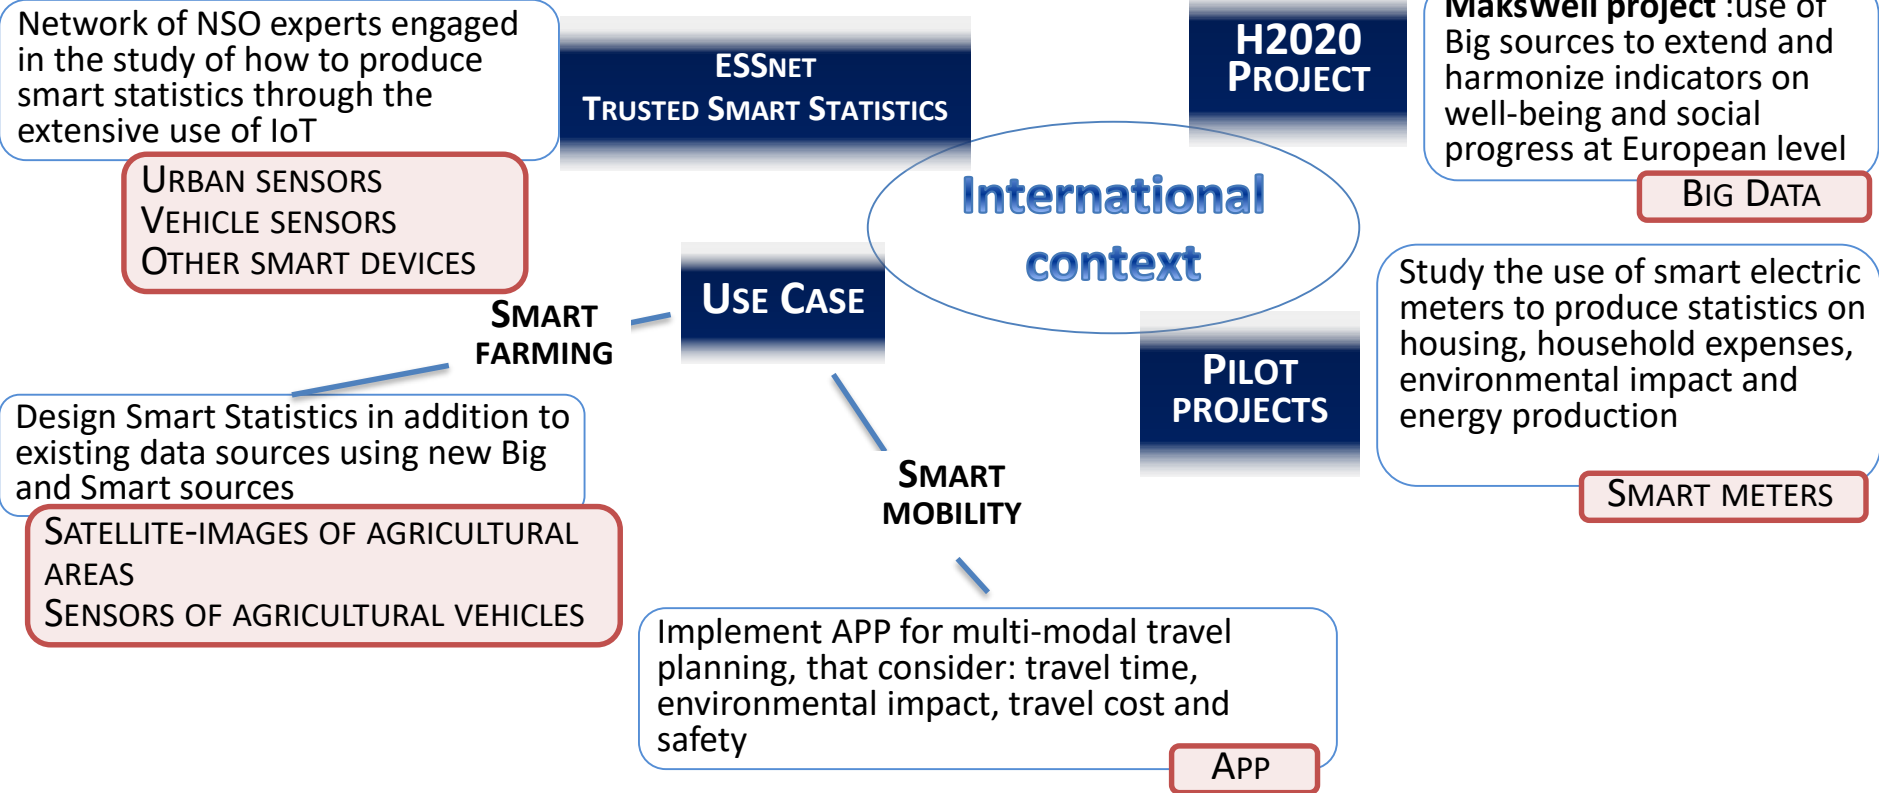 Network of NSO experts engaged
in the study of how to produce
smart statistics through the
extensive use of IoT
URBAN SENSORS
VEHICLE SENSORS
OTHER SMART DEVICES
ESSNET
TRUSTED SMART STATISTICS
H2020
PROJECT
MaksWell project :use of
Big sources to extend and
harmonize indicators on
well-being and social
progress at European level
BIG DATA
International
context
USE CASE
SMART
FARMING
Design Smart Statistics in addition to
existing data sources using new Big
and Smart sources
SATELLITE-IMAGES OF AGRICULTURAL
AREAS
SENSORS OF AGRICULTURAL VEHICLES
SMART
MOBILITY
Implement APP for multi-modal travel
planning, that consider: travel time,
environmental impact, travel cost and
safety
APP
PILOT
PROJECTS
Study the use of smart electric
meters to produce statistics on
housing, household expenses,
environmental impact and
energy production
SMART METERS